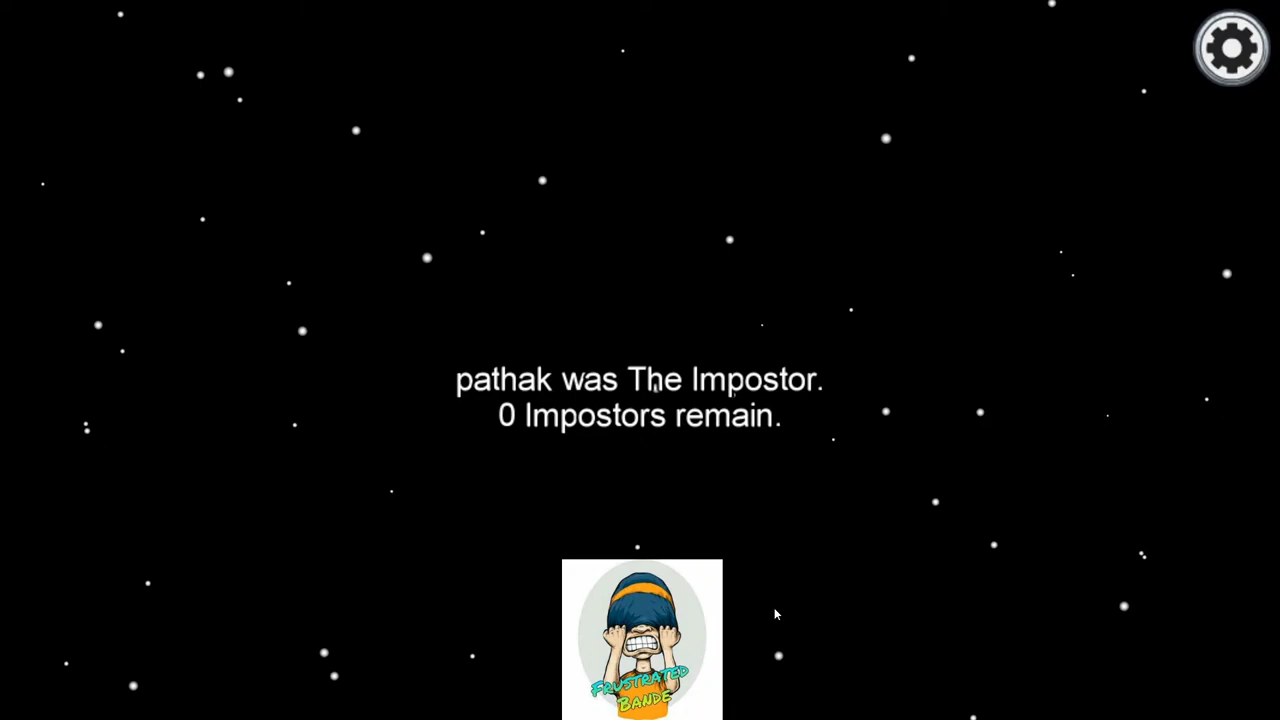 pathak was The Impostor.
0 Impostors remain.
FRUSTRATED
BANDE